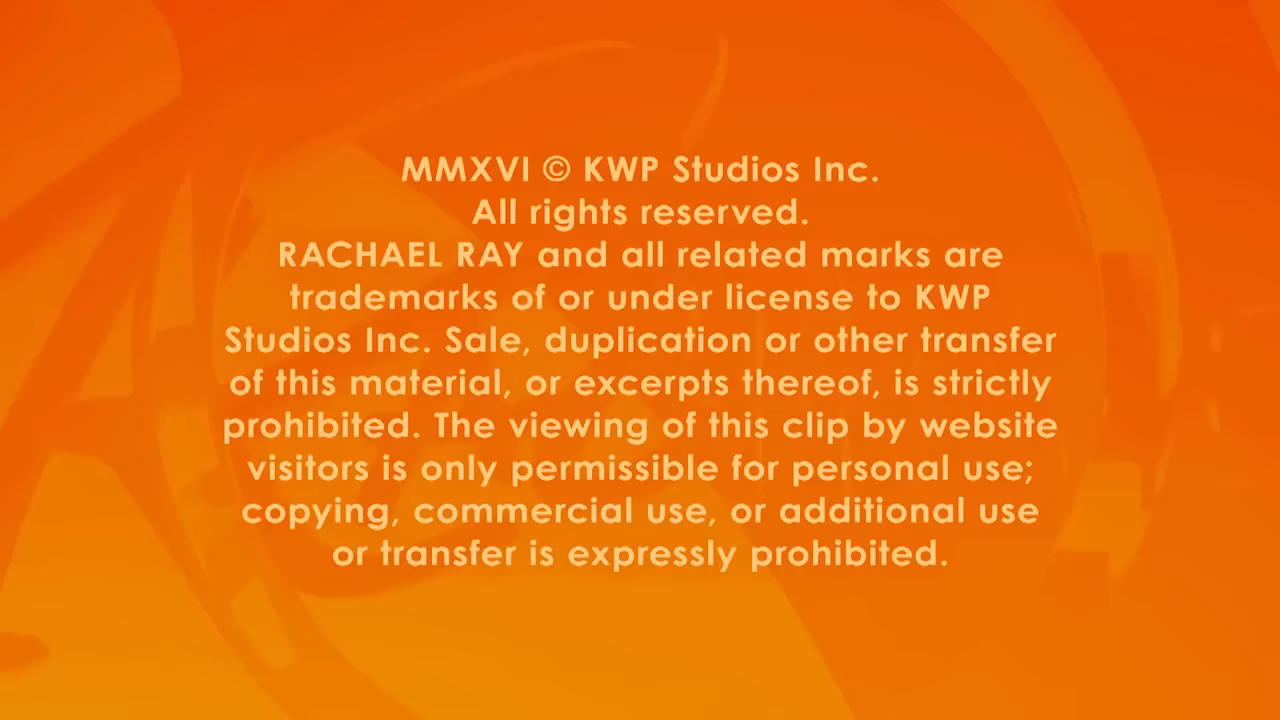 MMXVI © KWP Studios Inc.
All rights reserved.
RACHAEL RAY and all related marks are
trademarks of or under license to KWP
Studios Inc. Sale, duplication or other transfer
of this material, or excerpts thereof, is strictly
prohibited. The viewing of this clip by website
visitors is only permissible for personal use;
copying, commercial use, or additional use
or transfer is expressly prohibited.